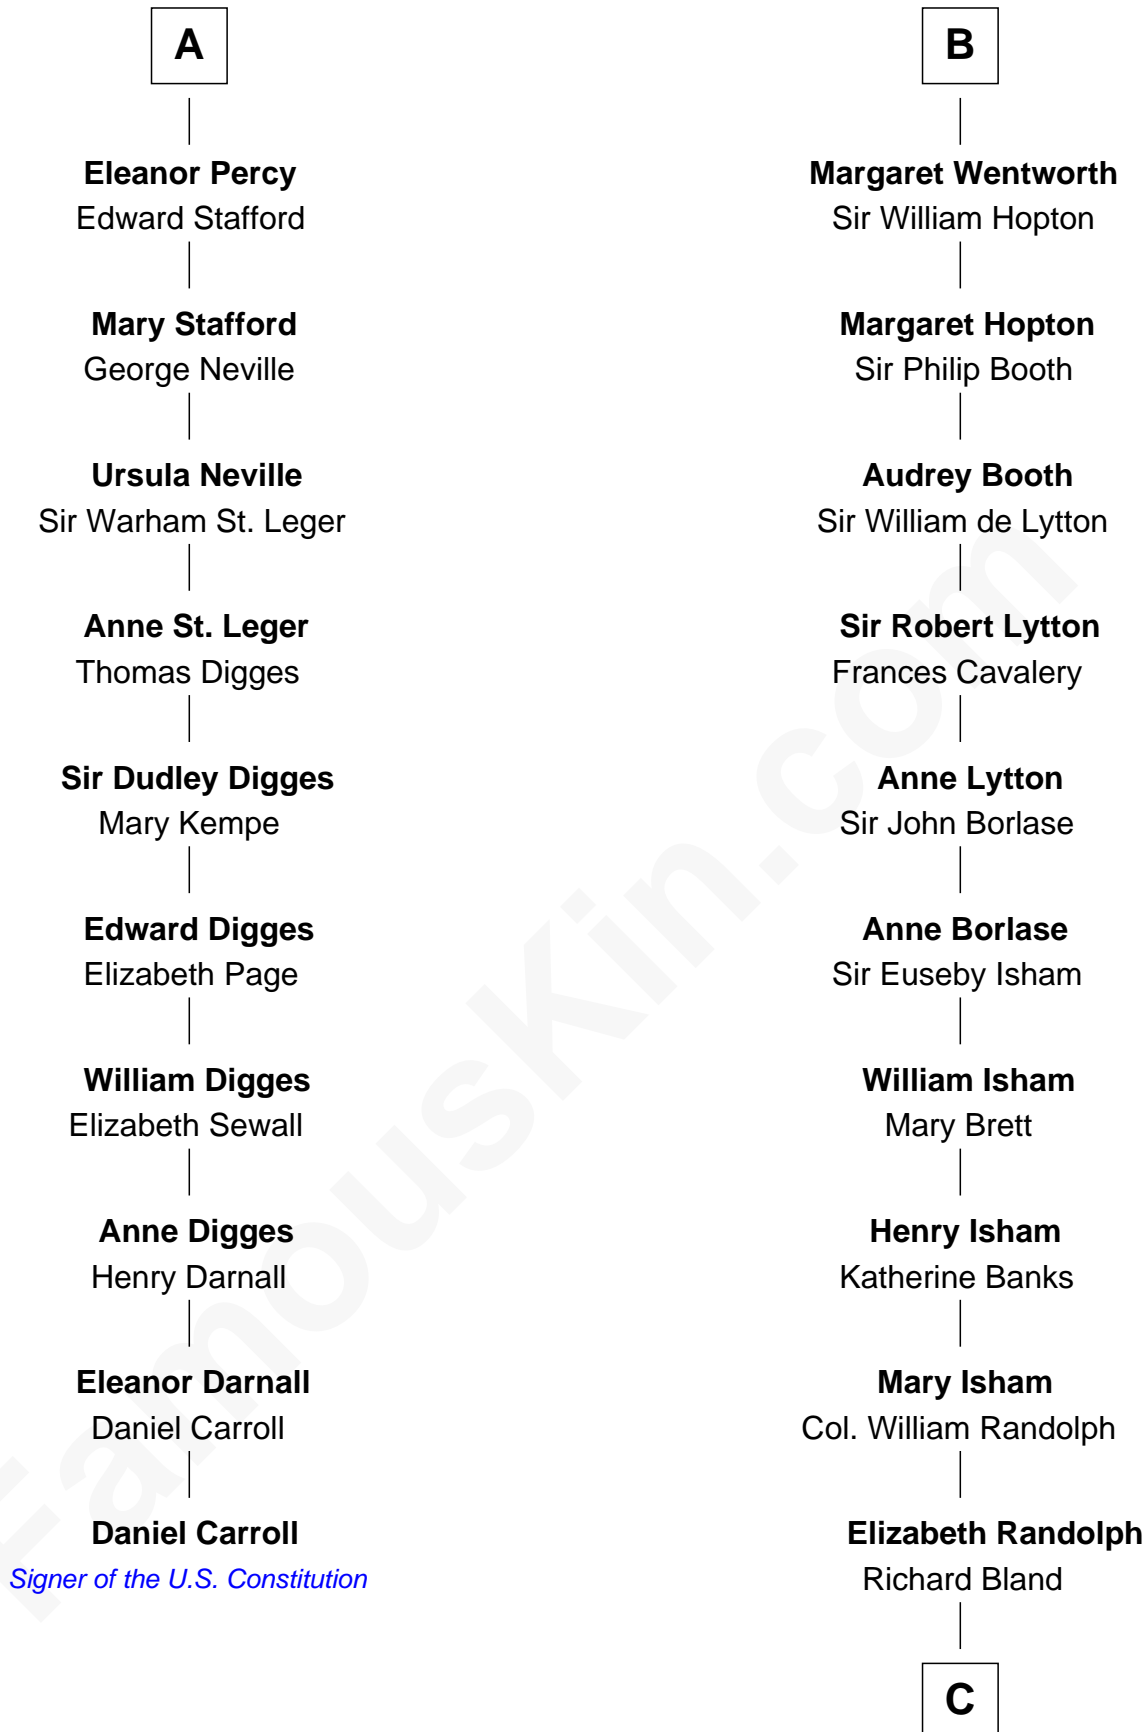 A
Eleanor Percy
Edward Stafford
Mary Stafford
George Neville
Ursula Neville
Sir Warham St. Leger
Anne St. Leger
Thomas Digges
Sir Dudley Digges
Mary Kempe
Edward Digges
Elizabeth Page
William Digges
Elizabeth Sewall
Anne Digges
Henry Darnall
Eleanor Darnall
Daniel Carroll
Daniel Carroll
Signer of the U.S. Constitution
B
Margaret Wentworth
Sir William Hopton
Margaret Hopton
Sir Philip Booth
Audrey Booth
Sir William de Lytton
Sir Robert Lytton
Frances Cavalery
Anne Lytton
Sir John Borlase
Anne Borlase
Sir Euseby Isham
William Isham
Mary Brett
Henry Isham
Katherine Banks
Mary Isham
Col. William Randolph
Elizabeth Randolph
Richard Bland
C
FamousKin.com